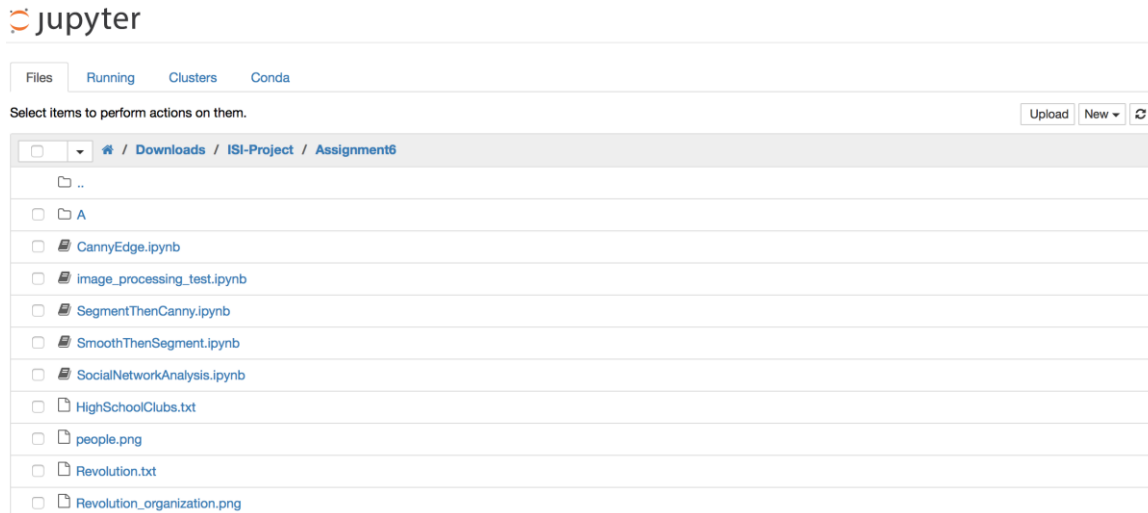 jupyter
Files Running Clusters Conda
Select items to perform actions on them. Upload New
/ Downloads / ISI-Project / Assignment6
..
A
CannyEdge.ipynb
image_processing_test.ipynb
SegmentThenCanny.ipynb
SmoothThenSegment.ipynb
SocialNetworkAnalysis.ipynb
HighSchoolClubs.txt
people.png
Revolution.txt
Revolution_organization.png